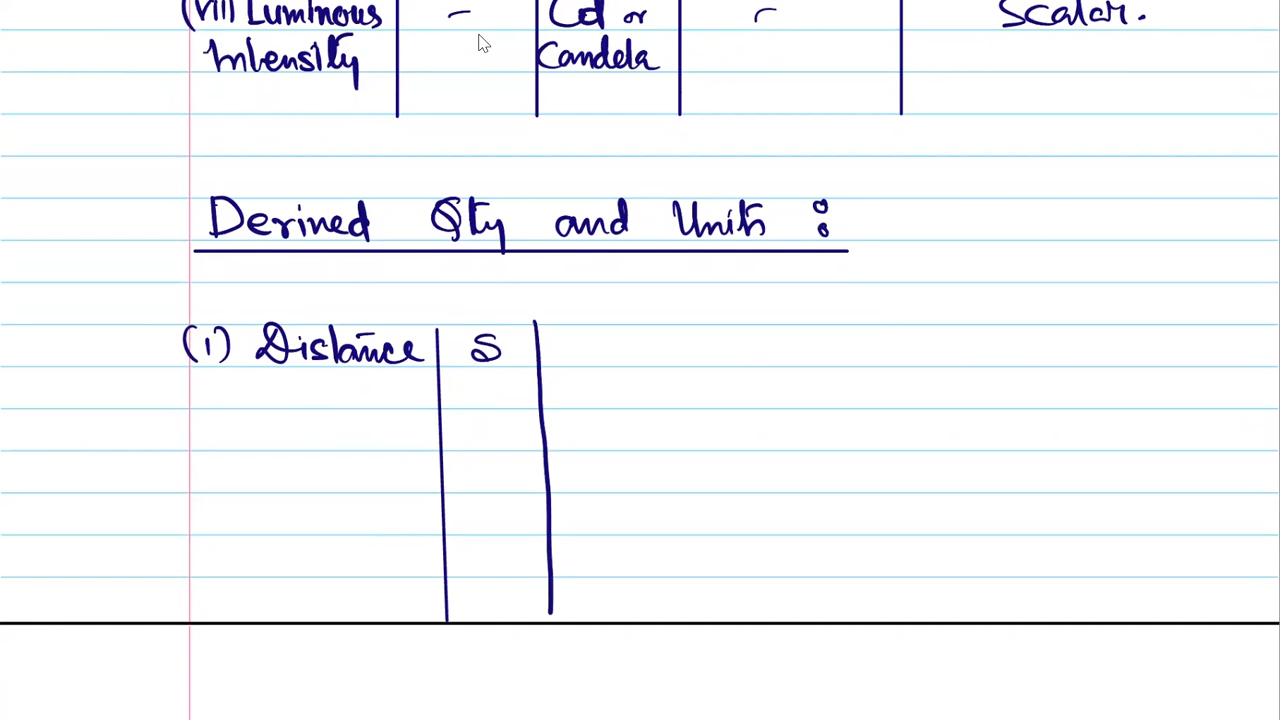 (VII) Luminous - Cd or - Scalar.
Intensity Candela
Derived Qty and Units :
(1) Distance S